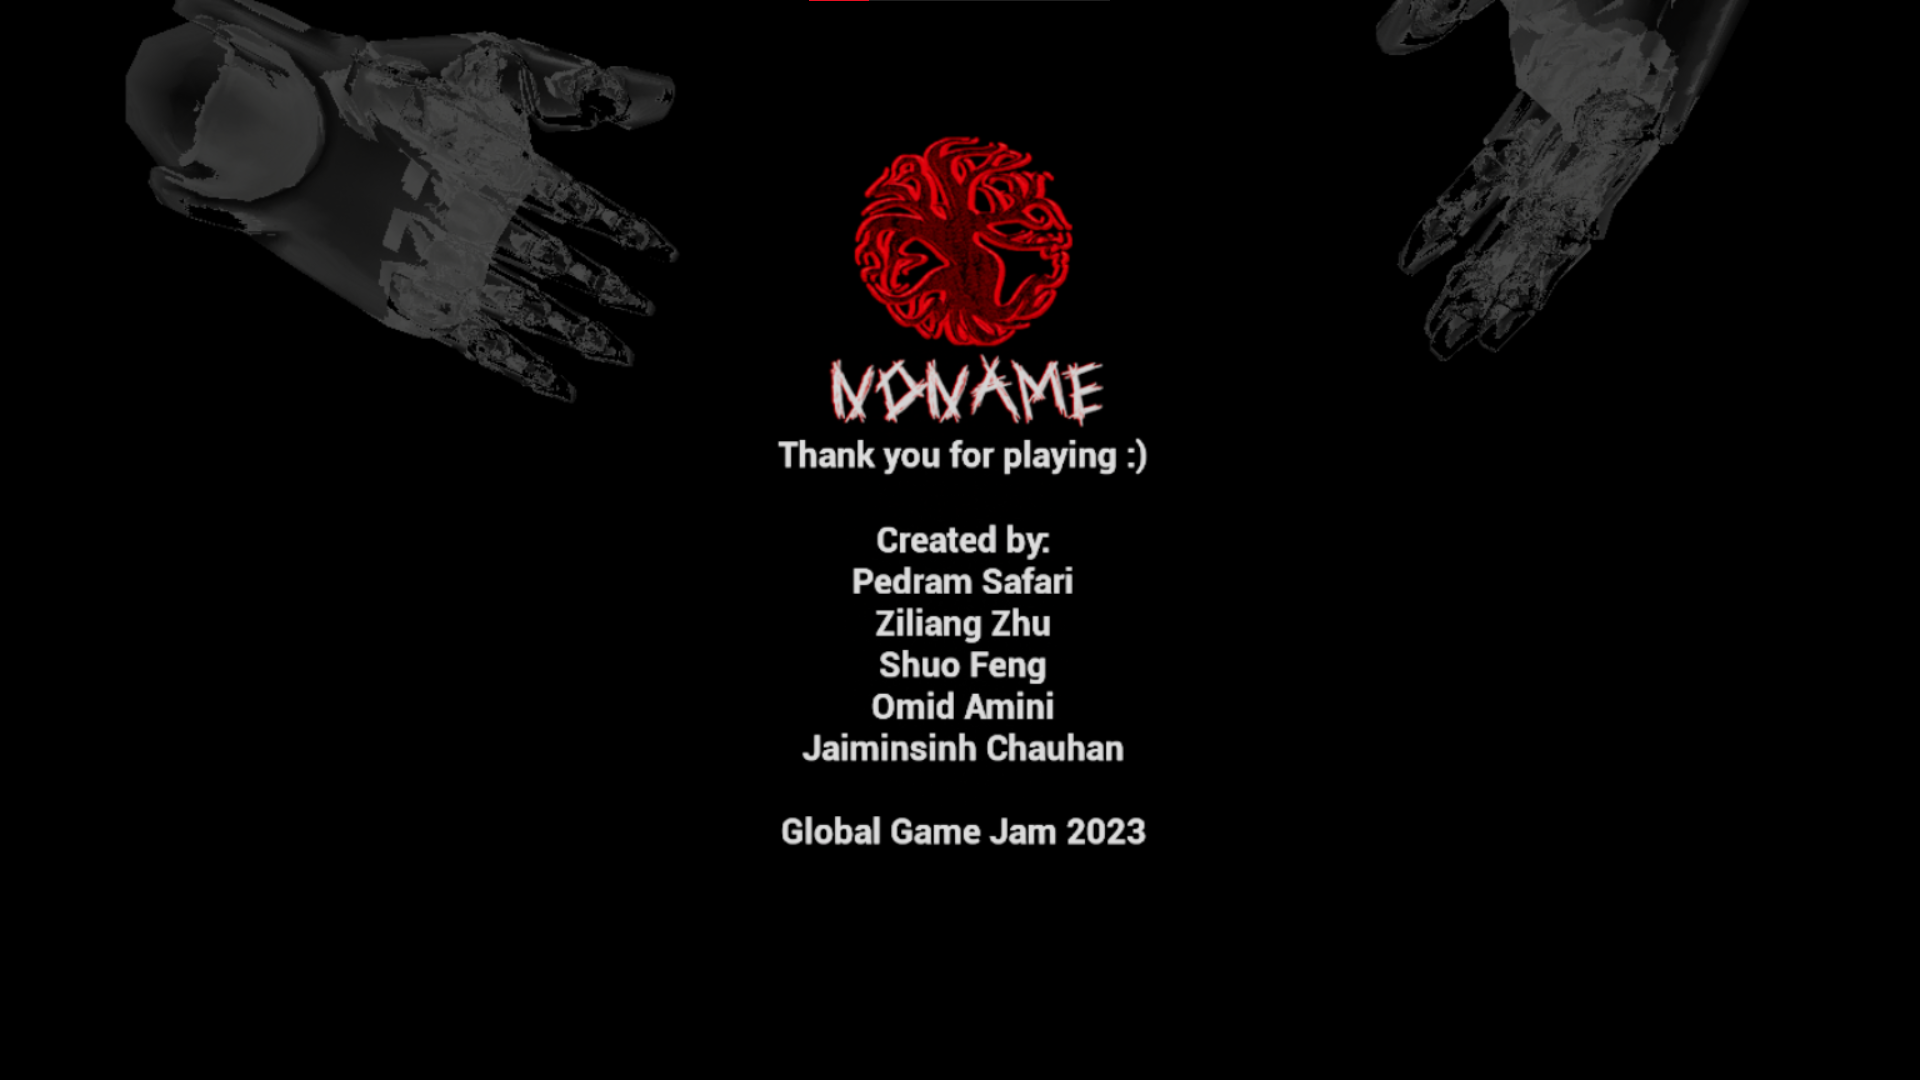 NONAME
Thank you for playing :)
Created by:
Pedram Safari
Ziliang Zhu
Shuo Feng
Omid Amini
Jaiminsinh Chauhan
Global Game Jam 2023